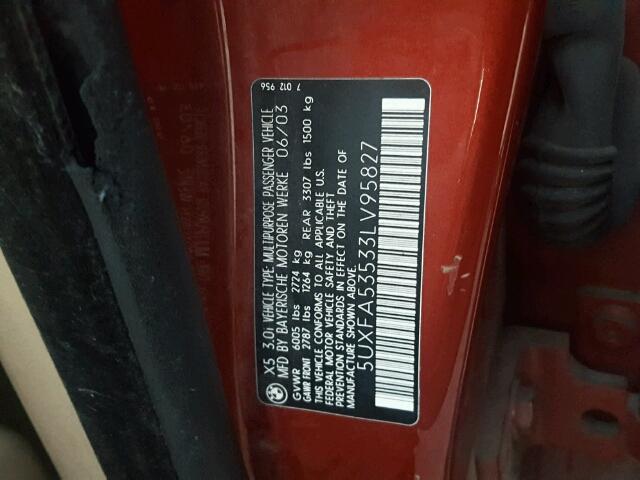 7 012 956
X5 3.0i VEHICLE TYPE: MULTIPURPOSE PASSENGER VEHICLE
MFD BY BAYERISCHE MOTOREN WERKE 06/03
GVWR 6005 lbs 2724 kg
GAWR FRONT 2787 lbs 1264 kg REAR 3307 lbs 1500 kg
THIS VEHICLE CONFORMS TO ALL APPLICABLE U.S.
FEDERAL MOTOR VEHICLE SAFETY AND THEFT
PREVENTION STANDARDS IN EFFECT ON THE DATE OF
MANUFACTURE SHOWN ABOVE.
5UXFA53533LV95827